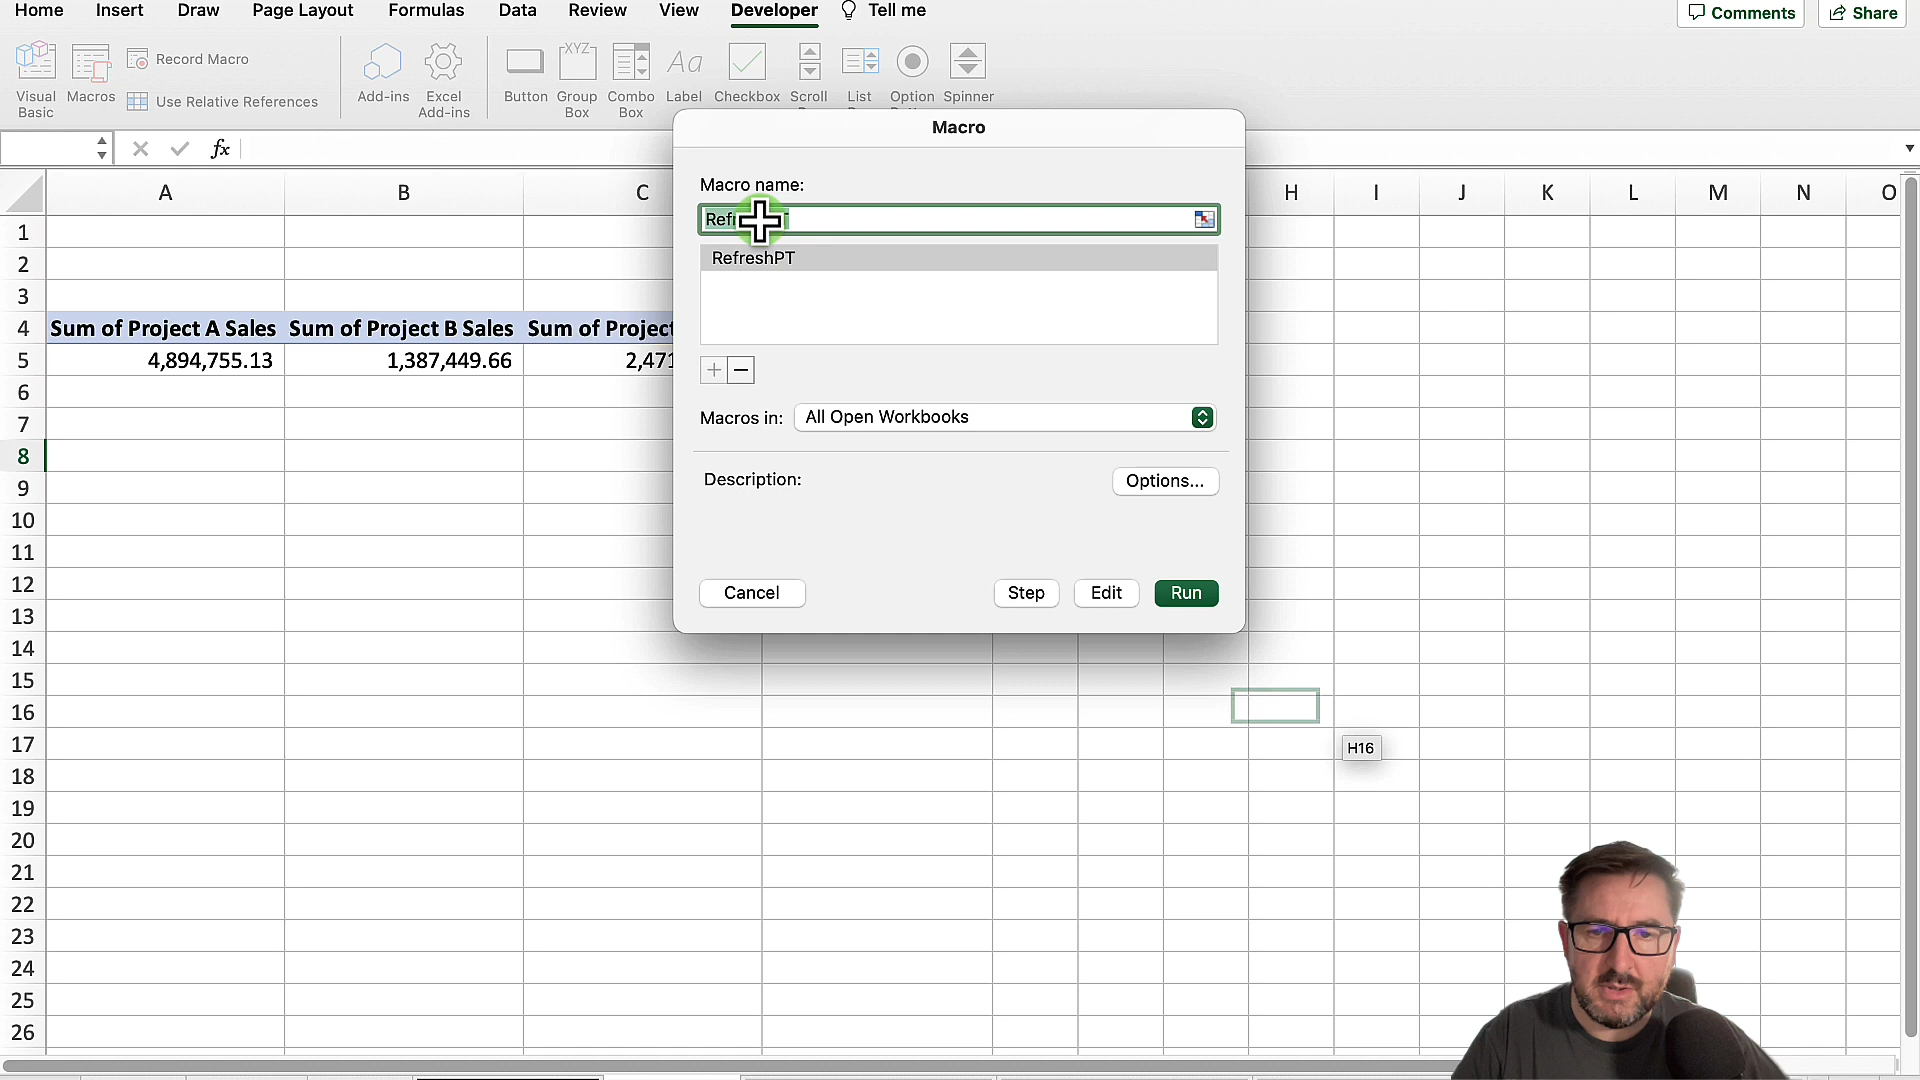 Home Insert Draw Page Layout Formulas Data Review View Developer Tell me
Comments Share
Visual Basic
Macros
Record Macro
Use Relative References
Add-ins
Excel Add-ins
Button
Group Box
Combo Box
Label
Checkbox
Scroll
List
Option
Spinner
fx
Macro
Macro name:
RefreshPT
Macros in: All Open Workbooks
Description:
Options...
Cancel Step Edit Run
A B C H I J K L M N O
1
2
3
4 Sum of Project A Sales Sum of Project B Sales Sum of Project
5 4,894,755.13 1,387,449.66 2,471
6
7
8
9
10
11
12
13
14
15
16
17
18
19
20
21
22
23
24
25
26
H16